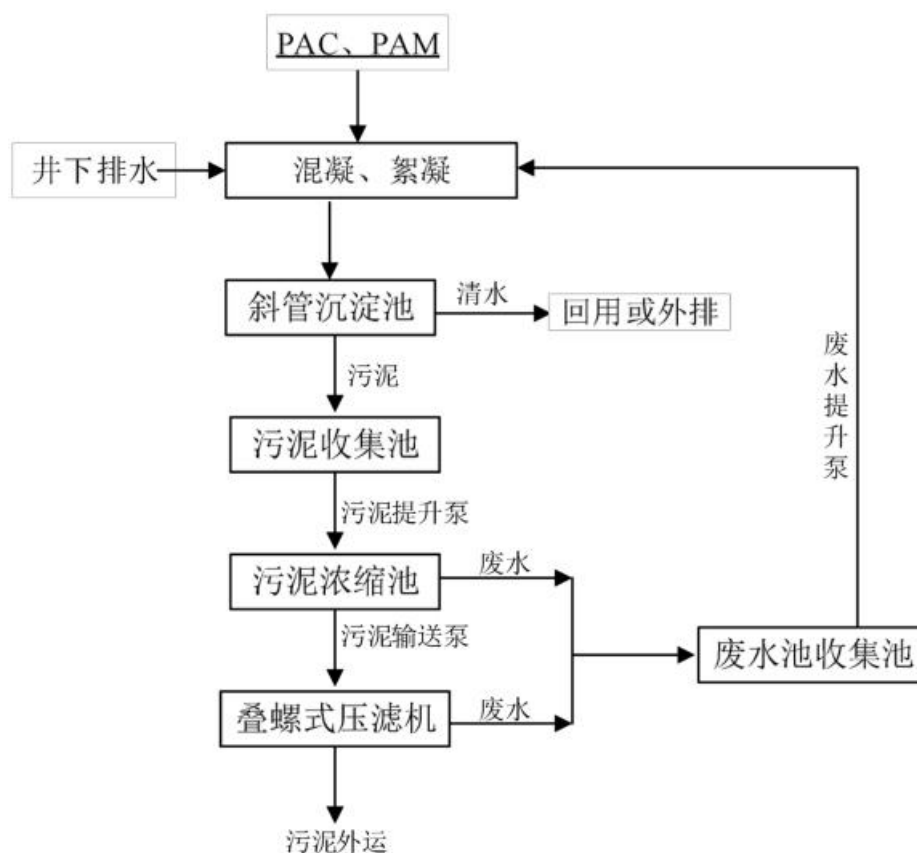 PAC、PAM
井下排水
混凝、絮凝
斜管沉淀池
清水
回用或外排
污泥
废水提升泵
污泥收集池
污泥提升泵
污泥浓缩池
废水
污泥输送泵
废水池收集池
叠螺式压滤机
废水
污泥外运